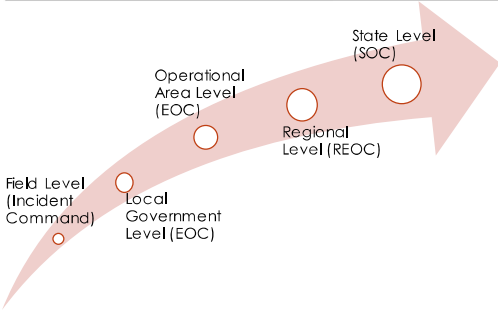 State Level
(SOC)
Operational
Area Level
(EOC)
Regional
Level (REOC)
Field Level
(Incident
Command)
Local
Government
Level (EOC)